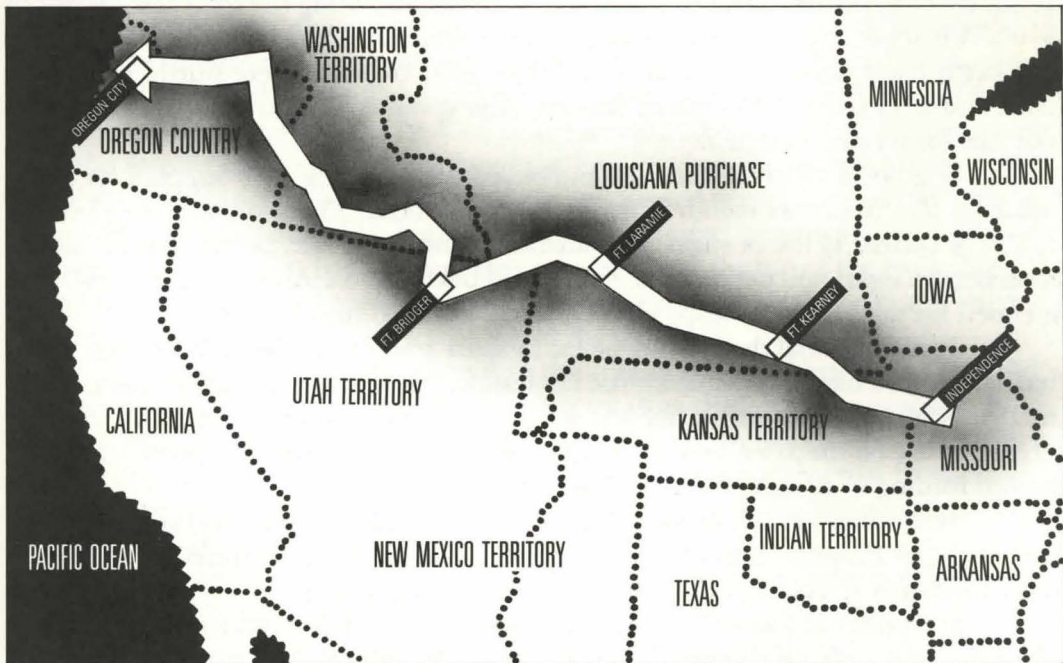 WASHINGTON
TERRITORY
MINNESOTA
OREGON CITY
OREGON COUNTRY
LOUISIANA PURCHASE
WISCONSIN
FT. LARAMIE
IOWA
FT. KEARNEY
FT. BRIDGER
INDEPENDENCE
UTAH TERRITORY
CALIFORNIA
KANSAS TERRITORY
MISSOURI
PACIFIC OCEAN
NEW MEXICO TERRITORY
INDIAN TERRITORY
TEXAS
ARKANSAS